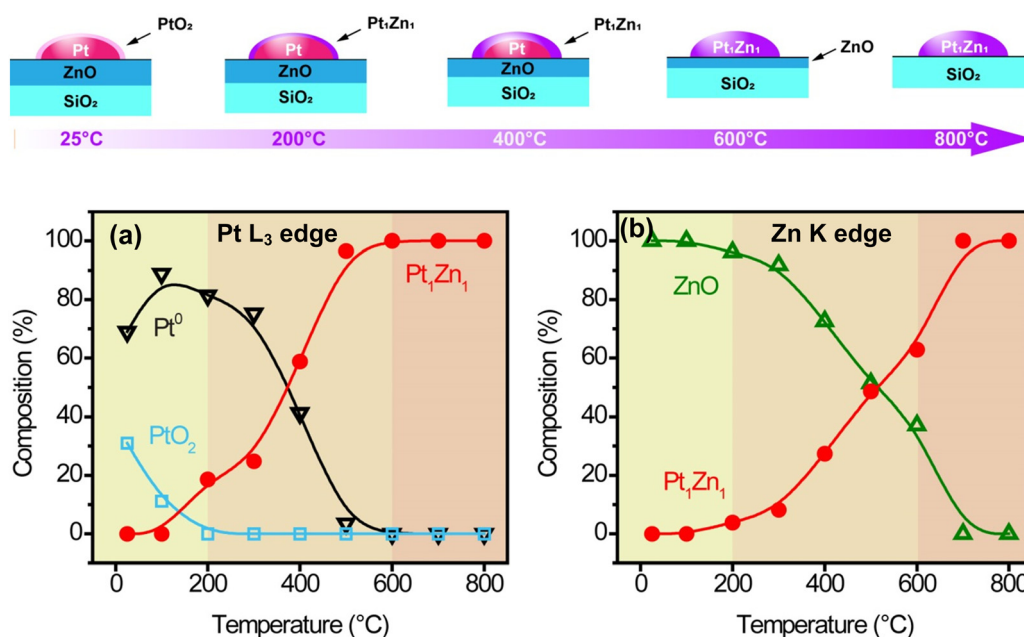 PtO₂ Pt₁Zn₁ Pt₁Zn₁
Pt Pt Pt Pt₁Zn₁ ZnO Pt₁Zn₁
ZnO ZnO ZnO
SiO₂ SiO₂ SiO₂ SiO₂ SiO₂
25°C 200°C 400°C 600°C 800°C
(a) Pt L₃ edge
Composition (%)
100
80
60
40
20
0
Pt⁰
PtO₂
Pt₁Zn₁
0 200 400 600 800
Temperature (°C)
(b) Zn K edge
Composition (%)
100
80
60
40
20
0
ZnO
Pt₁Zn₁
0 200 400 600 800
Temperature (°C)